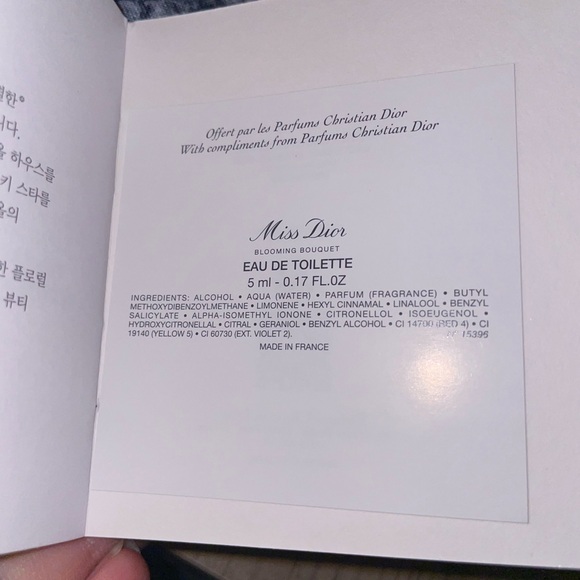 한®
니다.
하우스를
키 스타를
율의
한 플로럴
뷰티
Offert par les Parfums Christian Dior
With compliments from Parfums Christian Dior
Miss Dior
BLOOMING BOUQUET
EAU DE TOILETTE
5 ml - 0.17 FL.OZ
INGREDIENTS: ALCOHOL • AQUA (WATER) • PARFUM (FRAGRANCE) • BUTYL
METHOXYDIBENZOYLMETHANE • LIMONENE • HEXYL CINNAMAL • LINALOOL • BENZYL
SALICYLATE • ALPHA-ISOMETHYL IONONE • CITRONELLOL • ISOEUGENOL •
HYDROXYCITRONELLAL • CITRAL • GERANIOL • BENZYL ALCOHOL • CI 14700 (RED 4) • CI
19140 (YELLOW 5) • CI 60730 (EXT. VIOLET 2). 15395
MADE IN FRANCE